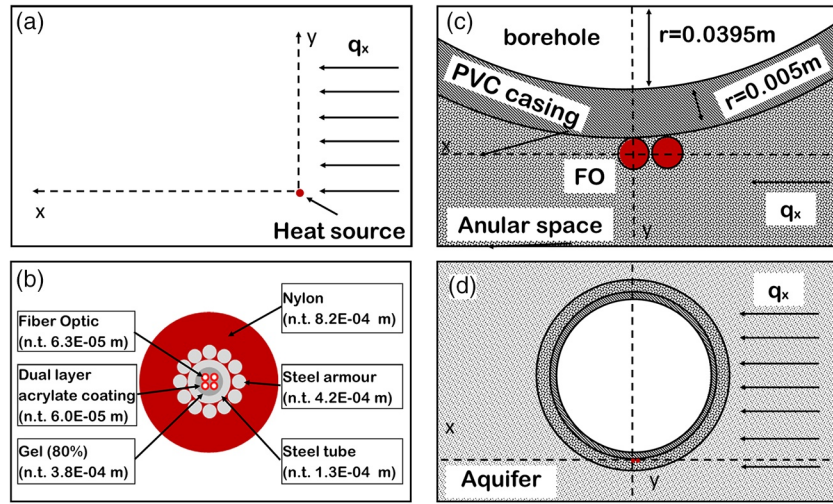 (a)
y
qx
x
Heat source
(b)
Nylon
(n.t. 8.2E-04 m)
Fiber Optic
(n.t. 6.3E-05 m)
Dual layer
acrylate coating
(n.t. 6.0E-05 m)
Steel armour
(n.t. 4.2E-04 m)
Gel (80%)
(n.t. 3.8E-04 m)
Steel tube
(n.t. 1.3E-04 m)
(c)
borehole
r=0.0395m
PVC casing
r=0.005m
x
FO
qx
Anular space
y
(d)
qx
x
Aquifer
y